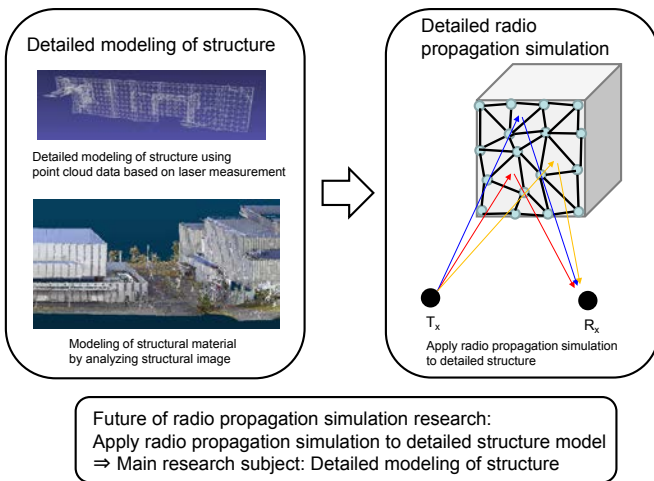 Detailed modeling of structure
Detailed modeling of structure using
point cloud data based on laser measurement
Modeling of structural material
by analyzing structural image
Detailed radio
propagation simulation
Tx
Rx
Apply radio propagation simulation
to detailed structure
Future of radio propagation simulation research:
Apply radio propagation simulation to detailed structure model
⇒ Main research subject: Detailed modeling of structure